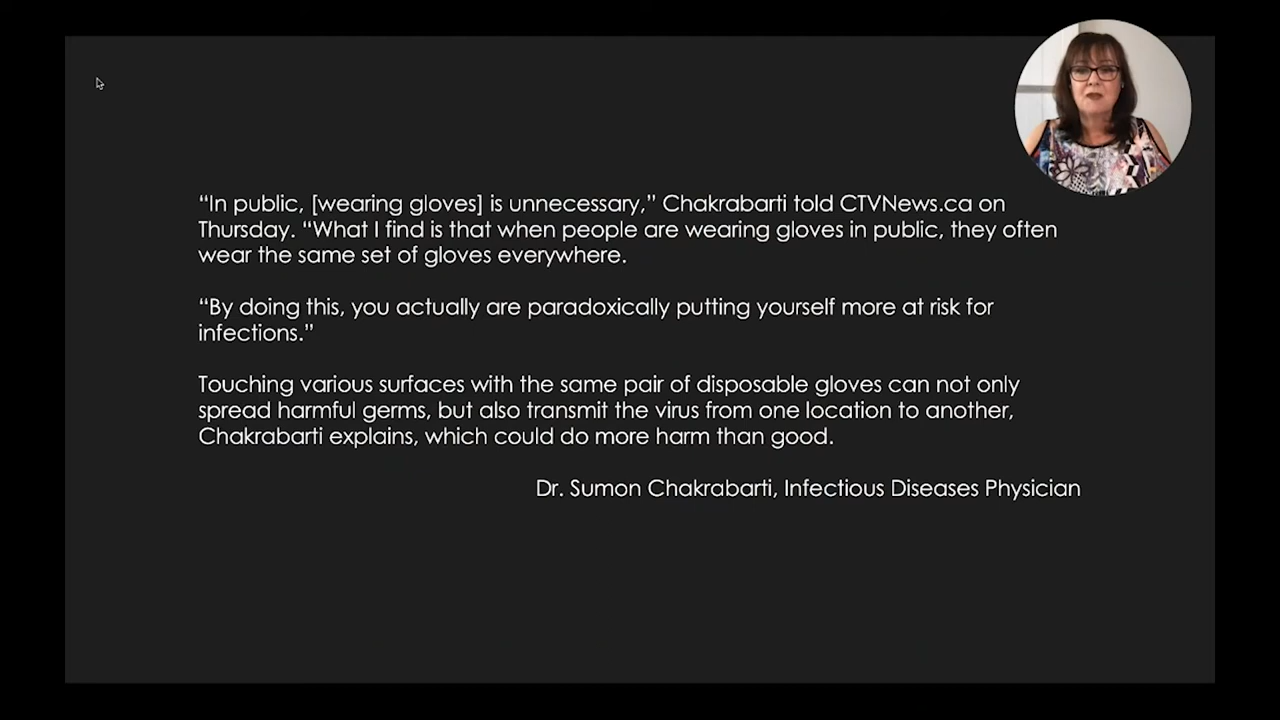 “In public, [wearing gloves] is unnecessary,” Chakrabarti told CTVNews.ca on
Thursday. “What I find is that when people are wearing gloves in public, they often
wear the same set of gloves everywhere.
“By doing this, you actually are paradoxically putting yourself more at risk for
infections.”
Touching various surfaces with the same pair of disposable gloves can not only
spread harmful germs, but also transmit the virus from one location to another,
Chakrabarti explains, which could do more harm than good.
Dr. Sumon Chakrabarti, Infectious Diseases Physician